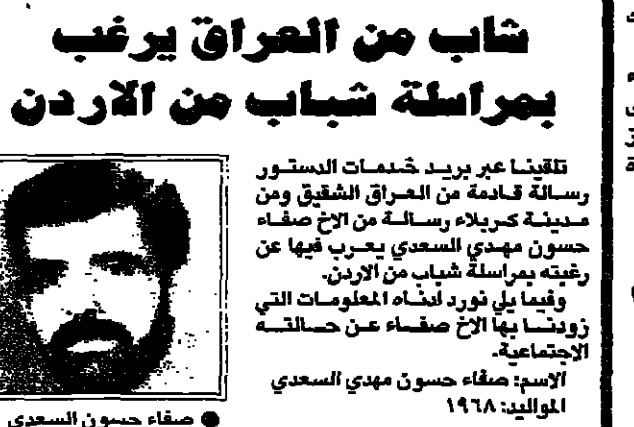 شاب من العراق يرغب
بمراسلة شباب من الاردن
تلقينا عبر بريد خدمات الدستور
رسالة قادمة من العراق الشقيق ومن
مدينة كربلاء رسالة من الاخ صفاء
حسون مهدي السعدي يعرب فيها عن
رغبته بمراسلة شباب من الاردن.
وفيما يلي نورد ادناه المعلومات التي
زودنا بها الاخ صفاء عن حالته
الاجتماعية.
الاسم: صفاء حسون مهدي السعدي
المواليد: ١٩٦٨
● صفاء حسون السعدي